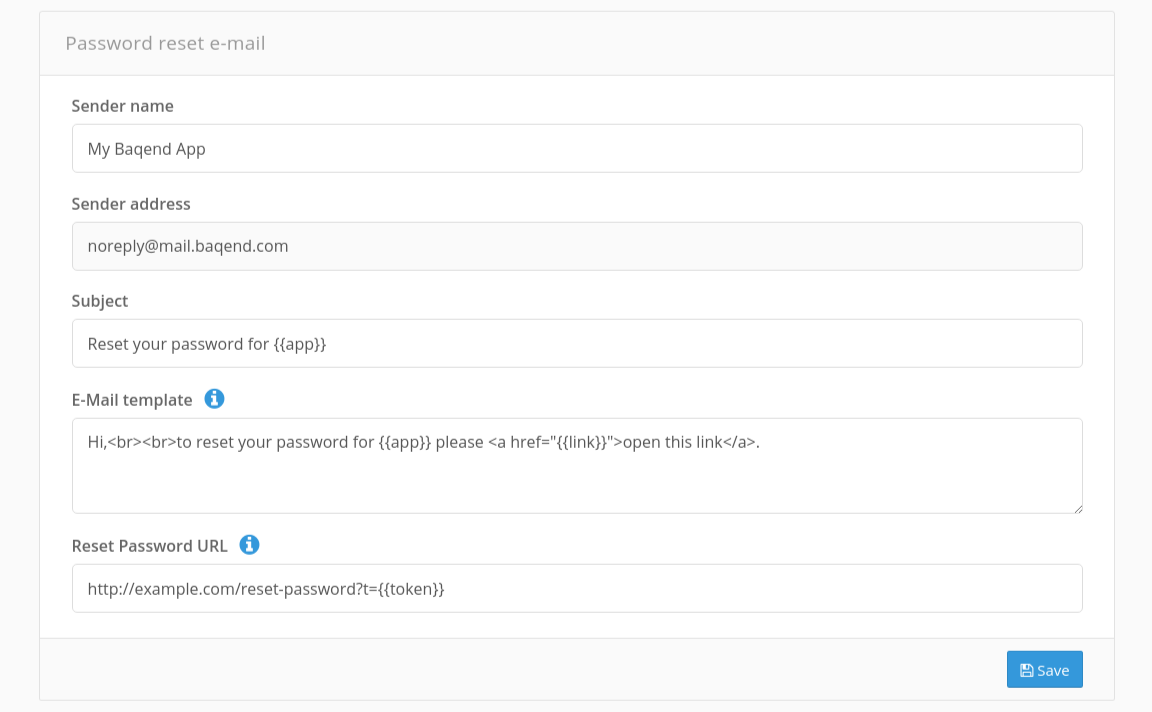 Password reset e-mail
Sender name
My Baqend App
Sender address
noreply@mail.baqend.com
Subject
Reset your password for {{app}}
E-Mail template
Hi,<br><br>to reset your password for {{app}} please <a href="{{link}}">open this link</a>.
Reset Password URL
http://example.com/reset-password?t={{token}}
Save